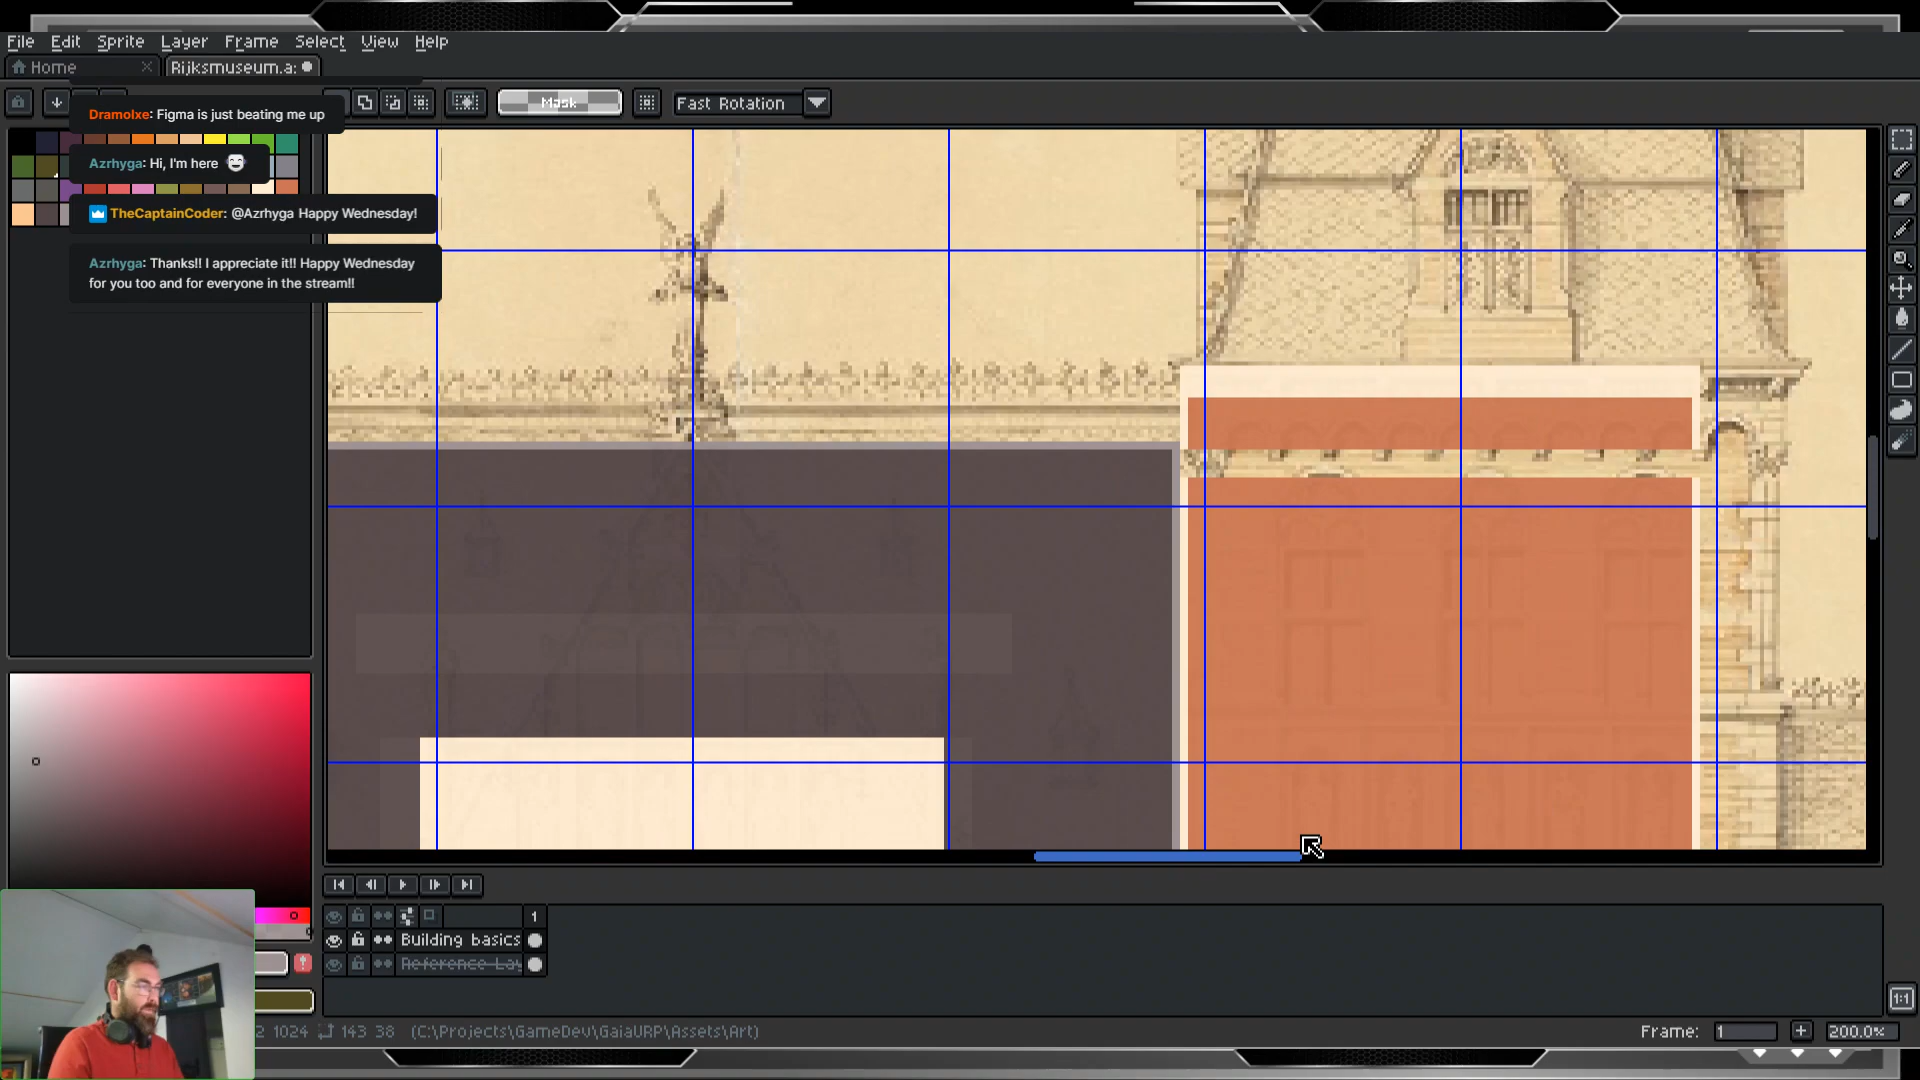 File Edit Sprite Layer Frame Select View Help
Home
Rijksmuseum.a:
Mask
Fast Rotation
Dramolxe: Figma is just beating me up
Azrhyga: Hi, I'm here
TheCaptainCoder: @Azrhyga Happy Wednesday!
Azrhyga: Thanks!! I appreciate it!! Happy Wednesday
for you too and for everyone in the stream!!
1
Building basics
Reference Lay
2 1024 143 38 (C:\Projects\GameDev\GaiaURP\Assets\Art)
Frame: 1 + 200.0%
1:1